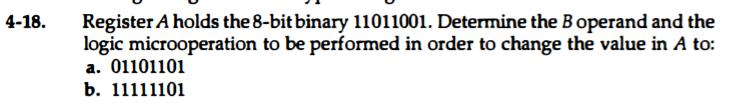 4-18. Register A holds the 8-bit binary 11011001. Determine the B operand and the
logic microoperation to be performed in order to change the value in A to:
a. 01101101
b. 11111101